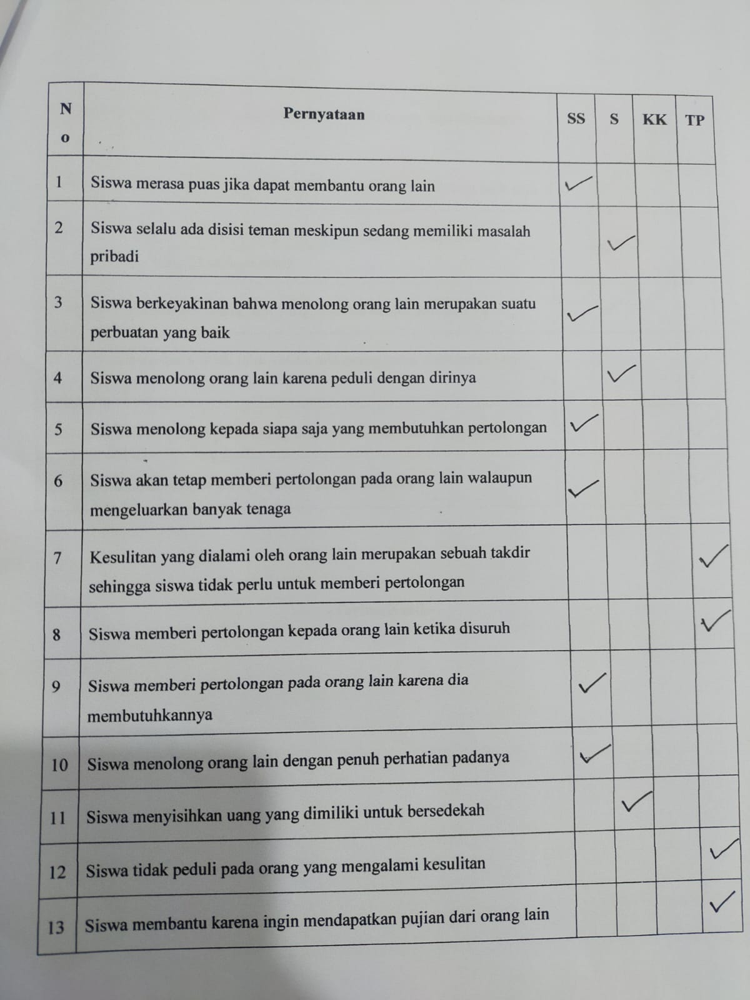 N
o
Pernyataan SS S KK TP
1 Siswa merasa puas jika dapat membantu orang lain ✓
2 Siswa selalu ada disisi teman meskipun sedang memiliki masalah
pribadi ✓
3 Siswa berkeyakinan bahwa menolong orang lain merupakan suatu
perbuatan yang baik ✓
4 Siswa menolong orang lain karena peduli dengan dirinya ✓
5 Siswa menolong kepada siapa saja yang membutuhkan pertolongan ✓
6 Siswa akan tetap memberi pertolongan pada orang lain walaupun
mengeluarkan banyak tenaga ✓
7 Kesulitan yang dialami oleh orang lain merupakan sebuah takdir
sehingga siswa tidak perlu untuk memberi pertolongan ✓
8 Siswa memberi pertolongan kepada orang lain ketika disuruh ✓
9 Siswa memberi pertolongan pada orang lain karena dia
membutuhkannya ✓
10 Siswa menolong orang lain dengan penuh perhatian padanya ✓
11 Siswa menyisihkan uang yang dimiliki untuk bersedekah ✓
12 Siswa tidak peduli pada orang yang mengalami kesulitan ✓
13 Siswa membantu karena ingin mendapatkan pujian dari orang lain ✓